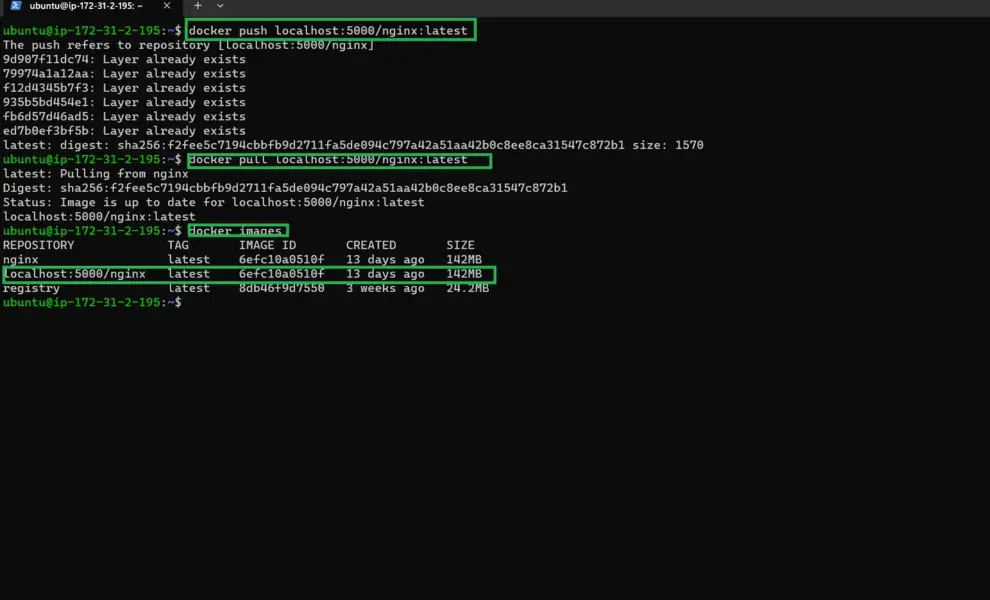 ubuntu@ip-172-31-2-195: ~
ubuntu@ip-172-31-2-195:~$ docker push localhost:5000/nginx:latest
The push refers to repository [localhost:5000/nginx]
9d907f11dc74: Layer already exists
79974a1a12aa: Layer already exists
f12d4345b7f3: Layer already exists
935b5bd454e1: Layer already exists
fb6d57d46ad5: Layer already exists
ed7b0ef3bf5b: Layer already exists
latest: digest: sha256:f2fee5c7194cbbfb9d2711fa5de094c797a42a51aa42b0c8ee8ca31547c872b1 size: 1570
ubuntu@ip-172-31-2-195:~$ docker pull localhost:5000/nginx:latest
latest: Pulling from nginx
Digest: sha256:f2fee5c7194cbbfb9d2711fa5de094c797a42a51aa42b0c8ee8ca31547c872b1
Status: Image is up to date for localhost:5000/nginx:latest
localhost:5000/nginx:latest
ubuntu@ip-172-31-2-195:~$ docker images
REPOSITORY TAG IMAGE ID CREATED SIZE
nginx latest 6efc10a0510f 13 days ago 142MB
localhost:5000/nginx latest 6efc10a0510f 13 days ago 142MB
registry latest 8db46f9d7550 3 weeks ago 24.2MB
ubuntu@ip-172-31-2-195:~$